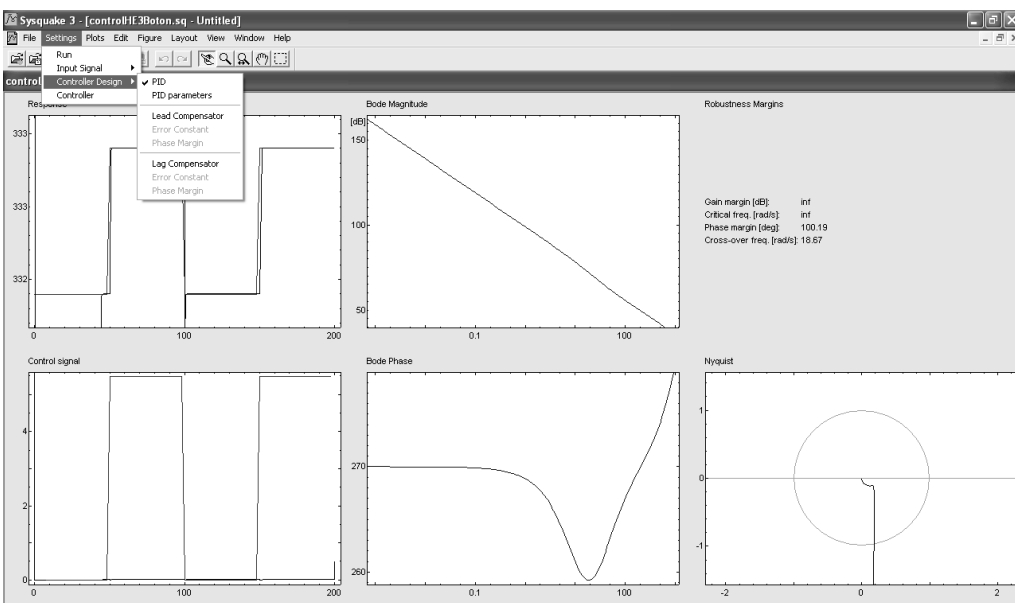 Sysquake 3 - [controlHE3Boton.sq - Untitled]
File Settings Plots Edit Figure Layout View Window Help
Run
Input Signal
Controller Design
Controller
PID
PID parameters
Lead Compensator
Error Constant
Phase Margin
Lag Compensator
Error Constant
Phase Margin
control
Response
333
333
332
0 100 200
Bode Magnitude
[dB]
150
100
50
0.1 100
Robustness Margins
Gain margin [dB]: inf
Critical freq. [rad/s]: inf
Phase margin [deg]: 100.19
Cross-over freq. [rad/s]: 18.67
Control signal
4
2
0
0 100 200
Bode Phase
270
260
0.1 100
Nyquist
1
0
-1
-2 0 2